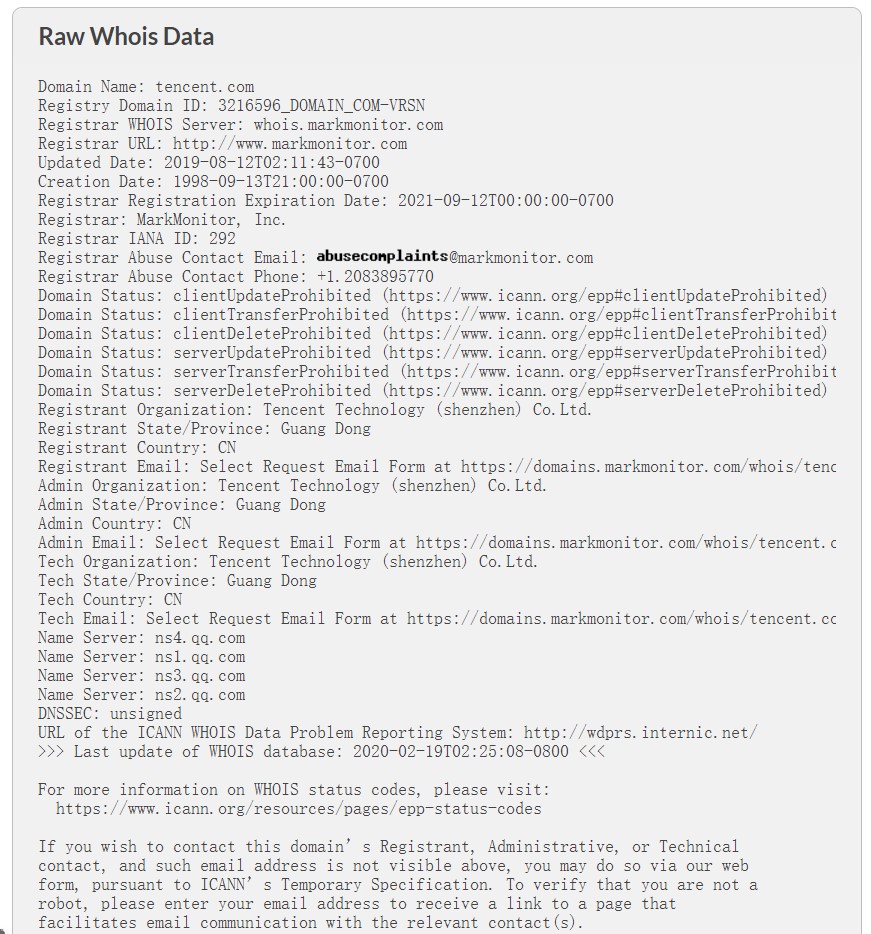 Raw Whois Data
Domain Name: tencent.com
Registry Domain ID: 3216596_DOMAIN_COM-VRSN
Registrar WHOIS Server: whois.markmonitor.com
Registrar URL: http://www.markmonitor.com
Updated Date: 2019-08-12T02:11:43-0700
Creation Date: 1998-09-13T21:00:00-0700
Registrar Registration Expiration Date: 2021-09-12T00:00:00-0700
Registrar: MarkMonitor, Inc.
Registrar IANA ID: 292
Registrar Abuse Contact Email: abusecomplaints@markmonitor.com
Registrar Abuse Contact Phone: +1.2083895770
Domain Status: clientUpdateProhibited (https://www.icann.org/epp#clientUpdateProhibited)
Domain Status: clientTransferProhibited (https://www.icann.org/epp#clientTransferProhibit
Domain Status: clientDeleteProhibited (https://www.icann.org/epp#clientDeleteProhibited)
Domain Status: serverUpdateProhibited (https://www.icann.org/epp#serverUpdateProhibited)
Domain Status: serverTransferProhibited (https://www.icann.org/epp#serverTransferProhibit
Domain Status: serverDeleteProhibited (https://www.icann.org/epp#serverDeleteProhibited)
Registrant Organization: Tencent Technology (shenzhen) Co.Ltd.
Registrant State/Province: Guang Dong
Registrant Country: CN
Registrant Email: Select Request Email Form at https://domains.markmonitor.com/whois/tenc
Admin Organization: Tencent Technology (shenzhen) Co.Ltd.
Admin State/Province: Guang Dong
Admin Country: CN
Admin Email: Select Request Email Form at https://domains.markmonitor.com/whois/tencent.c
Tech Organization: Tencent Technology (shenzhen) Co.Ltd.
Tech State/Province: Guang Dong
Tech Country: CN
Tech Email: Select Request Email Form at https://domains.markmonitor.com/whois/tencent.co
Name Server: ns4.qq.com
Name Server: ns1.qq.com
Name Server: ns3.qq.com
Name Server: ns2.qq.com
DNSSEC: unsigned
URL of the ICANN WHOIS Data Problem Reporting System: http://wdprs.internic.net/
>>> Last update of WHOIS database: 2020-02-19T02:25:08-0800 <<<
For more information on WHOIS status codes, please visit:
https://www.icann.org/resources/pages/epp-status-codes
If you wish to contact this domain’s Registrant, Administrative, or Technical
contact, and such email address is not visible above, you may do so via our web
form, pursuant to ICANN’s Temporary Specification. To verify that you are not a
robot, please enter your email address to receive a link to a page that
facilitates email communication with the relevant contact(s).